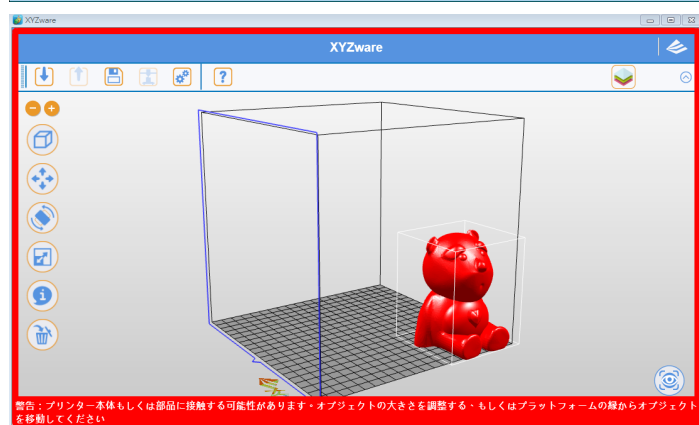 XYZware
XYZware
警告：プリンター本体もしくは部品に接触する可能性があります。オブジェクトの大きさを調整する、もしくはプラットフォームの縁からオブジェクト
を移動してください